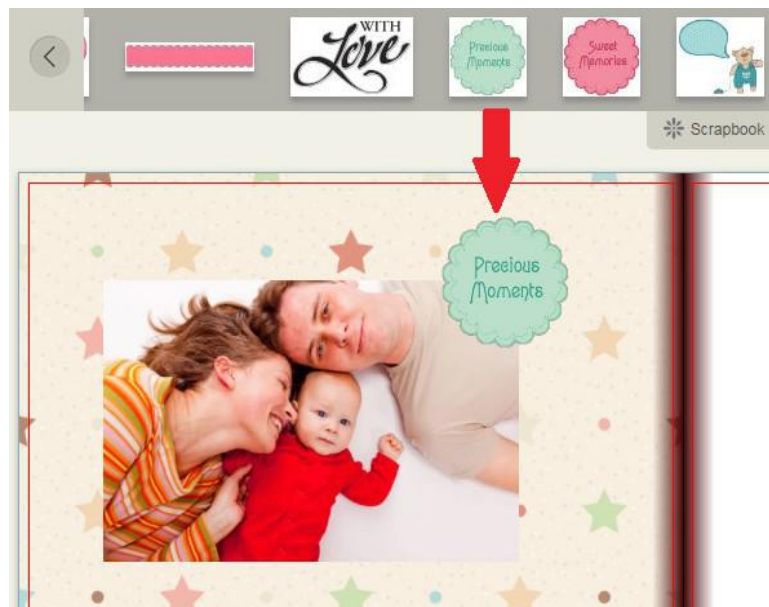 WITH
Love
Precious
Moments
Sweet
Memories
Scrapbook
Precious
Moments